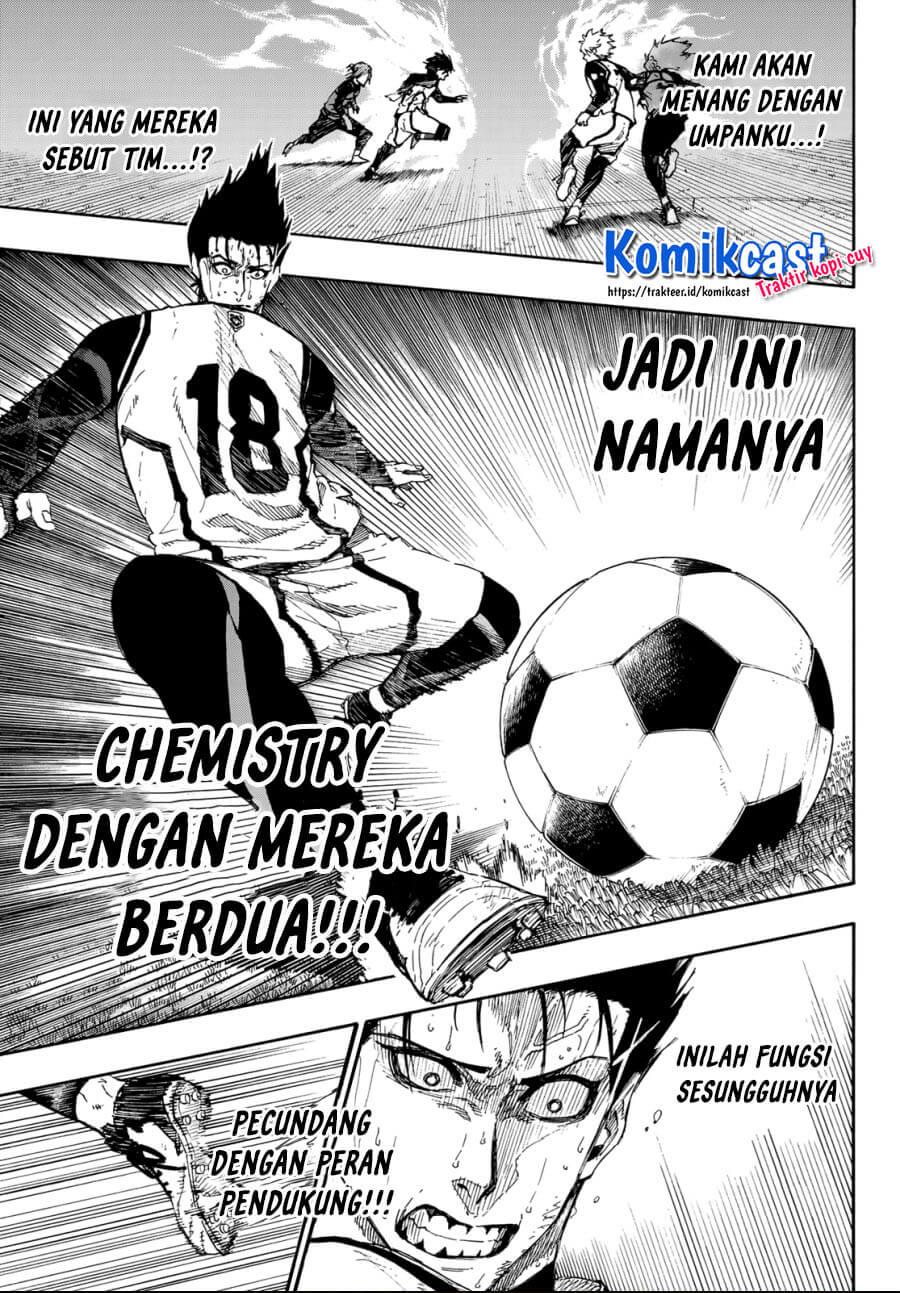 KAMI AKAN
MENANG DENGAN
UMPANKU...!
INI YANG MEREKA
SEBUT TIM...!?
Komikcast
Traktir kopi cuy
https://trakteer.id/komikcast
18
JADI INI
NAMANYA
CHEMISTRY
DENGAN MEREKA
BERDUA!!!
INILAH FUNGSI
SESUNGGUHNYA
PECUNDANG
DENGAN PERAN
PENDUKUNG!!!